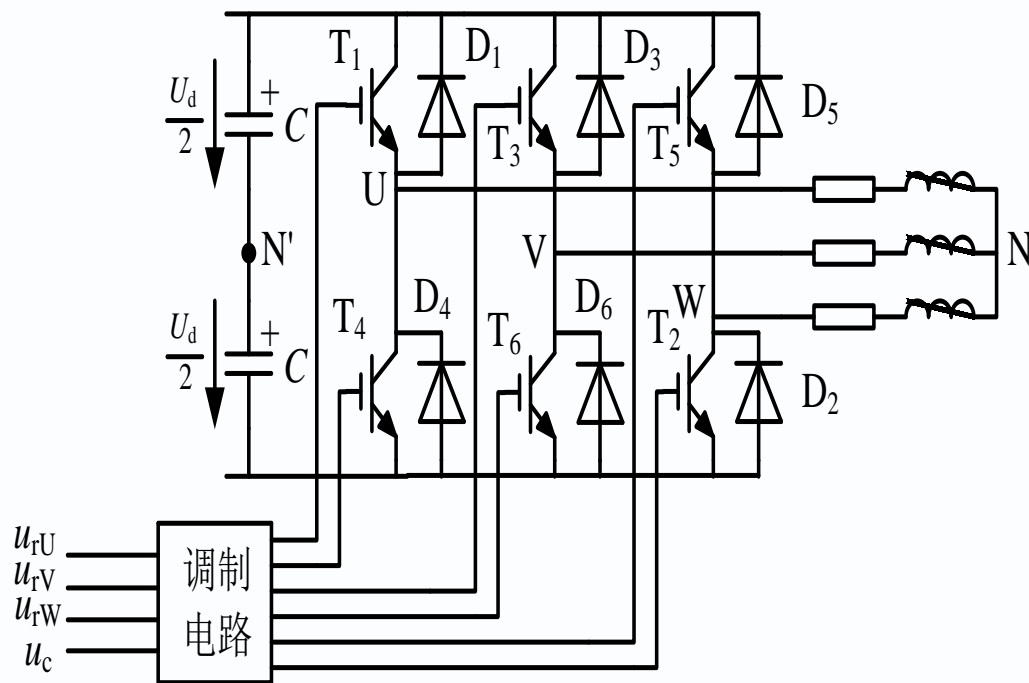 T1
D1
D3
D5
Ud/2
+
C
T3
T5
U
N'
V
N
W
Ud/2
+
C
T4
D4
T6
D6
T2
D2
urU
urV
urW
uc
调制
电路